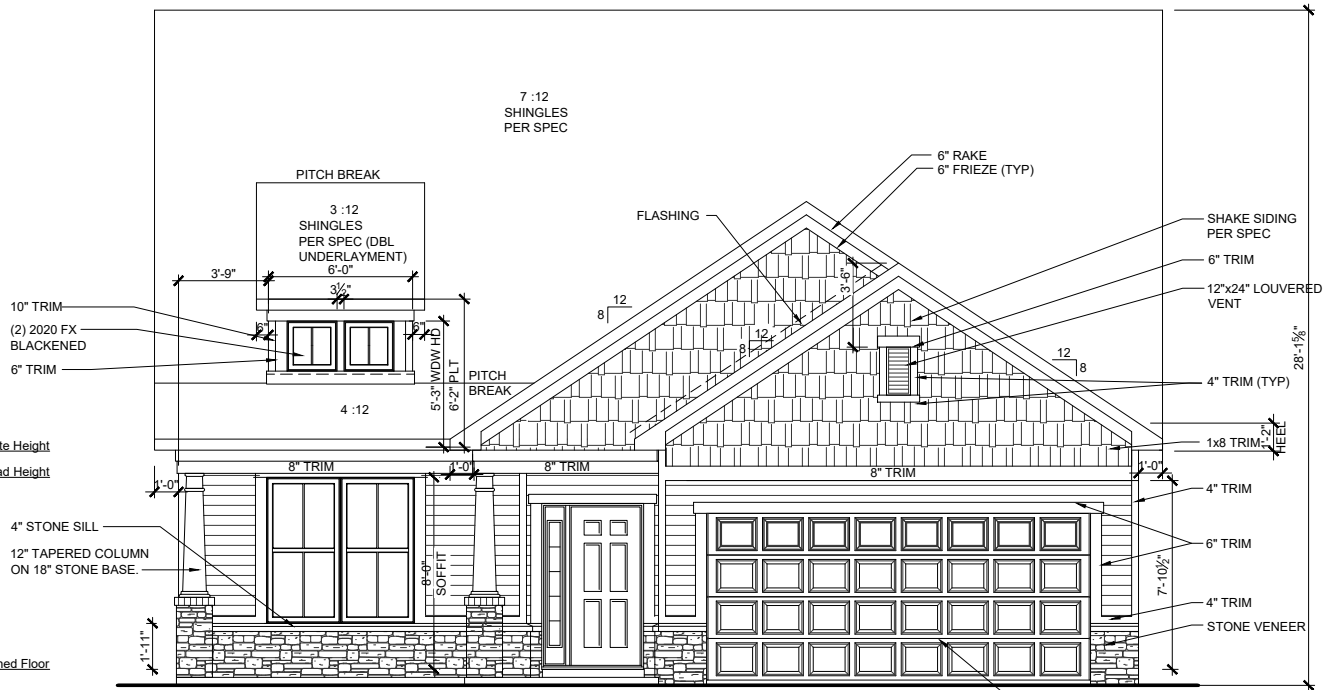 7 :12
SHINGLES
PER SPEC
6" RAKE
6" FRIEZE (TYP)
PITCH BREAK
3 :12
SHINGLES
PER SPEC (DBL
UNDERLAYMENT)
FLASHING
SHAKE SIDING
PER SPEC
6" TRIM
12"x24" LOUVERED
VENT
3'-9"
6'-0"
3½"
3'-6"
10" TRIM
(2) 2020 FX
BLACKENED
6" TRIM
6"
6"
12
8
12
8
12
8
28'-1⅝"
5'-3" WDW HD
6'-2" PLT
PITCH
BREAK
4 :12
4" TRIM (TYP)
1x8 TRIM
1'-2"
HEEL
te Height
ad Height
8" TRIM
1'-0"
8" TRIM
8" TRIM
1'-0"
1'-0"
4" TRIM
4" STONE SILL
12" TAPERED COLUMN
ON 18" STONE BASE.
8'-0"
SOFFIT
6" TRIM
7'-10½"
4" TRIM
STONE VENEER
1'-11"
ned Floor